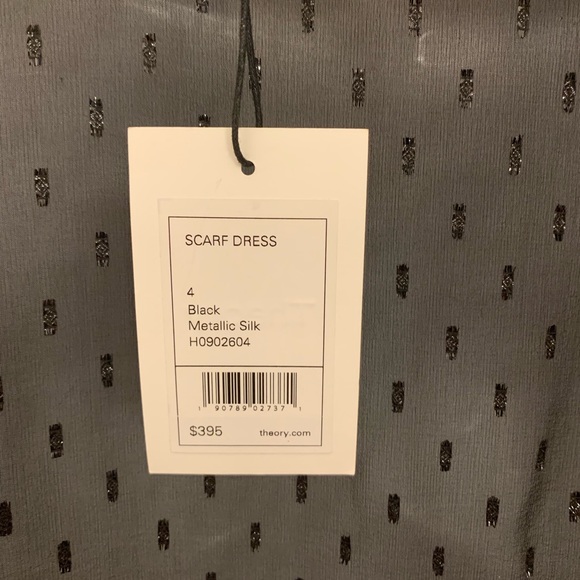 SCARF DRESS
4
Black
Metallic Silk
H0902604
1 90789 02737 1
$395 theory.com